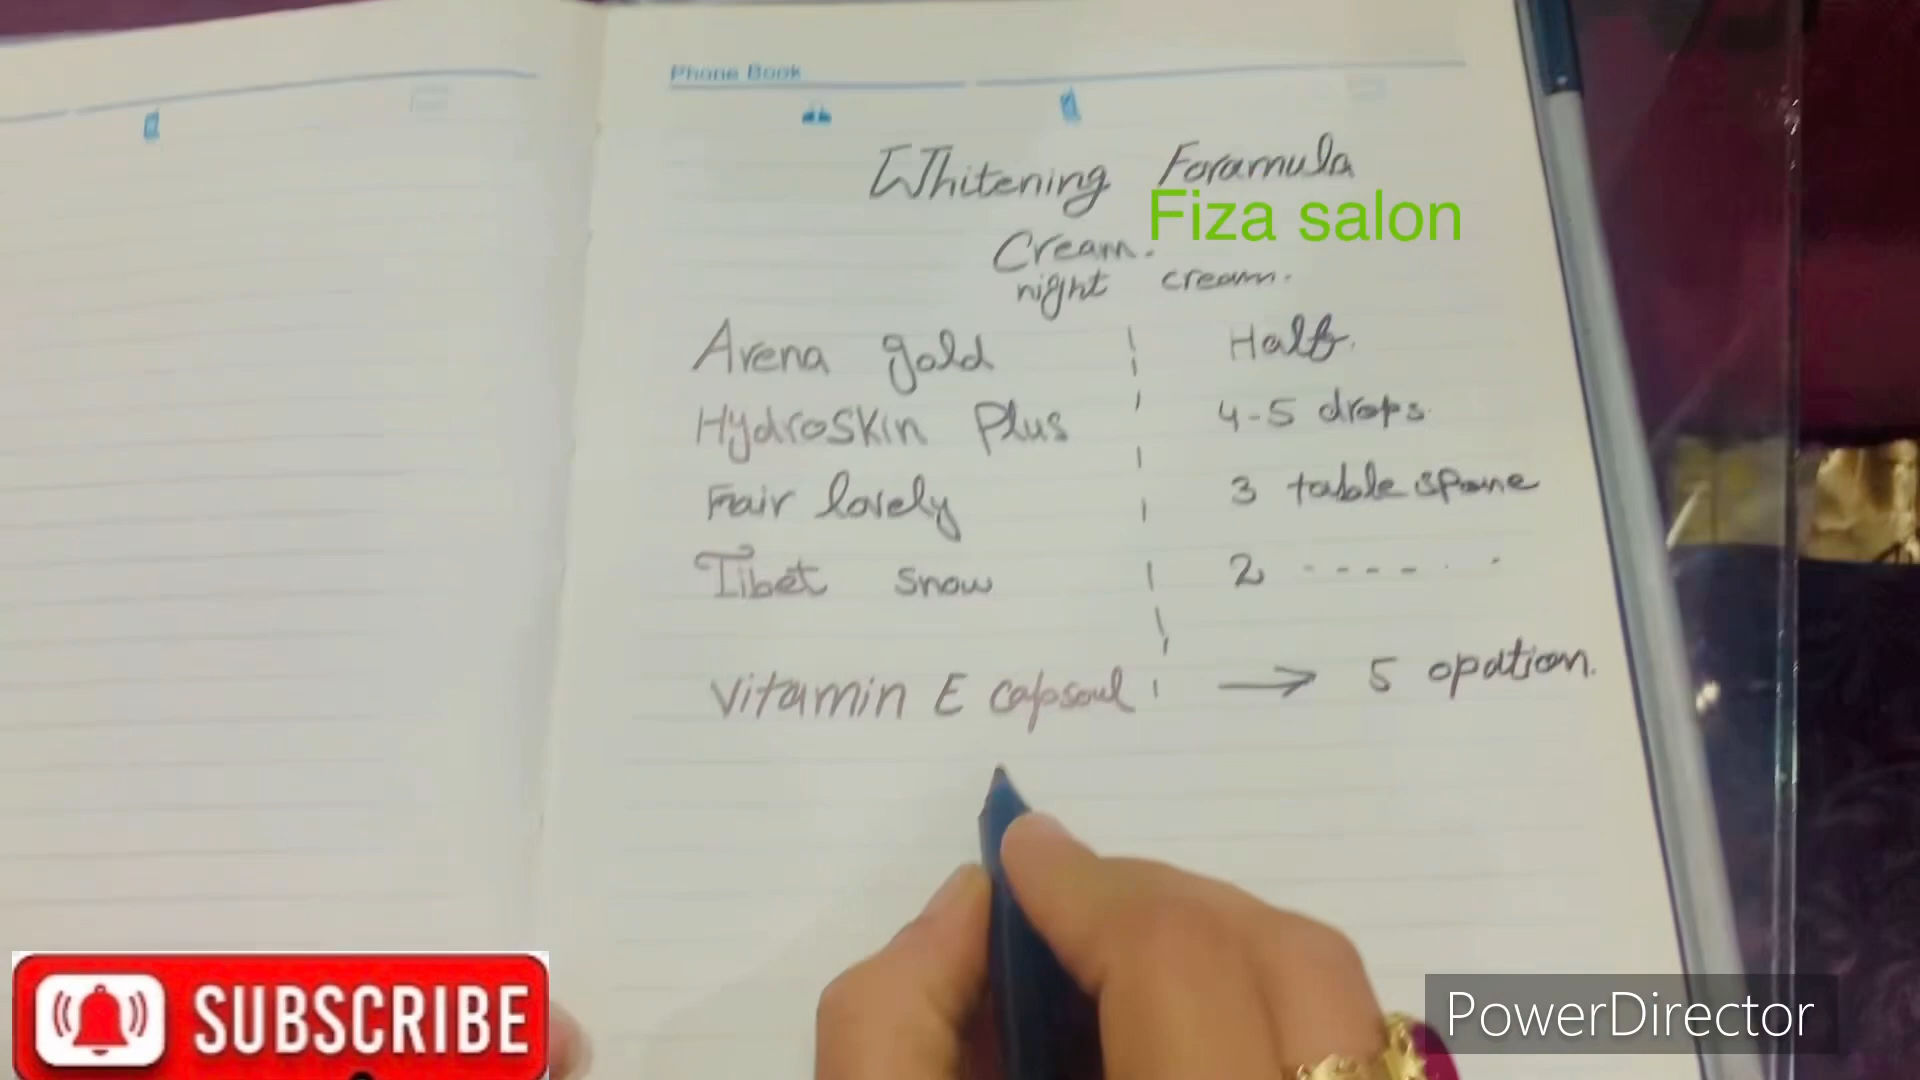 Phone Book
Whitening Foramula
Fiza salon
Cream.
night cream.
Arena gold Half.
Hydroskin Plus 4-5 drops.
Fair lovely 3 table spone
Tibet snow 2 - - - - - -
Vitamin E capsoul → 5 opation.
SUBSCRIBE
PowerDirector